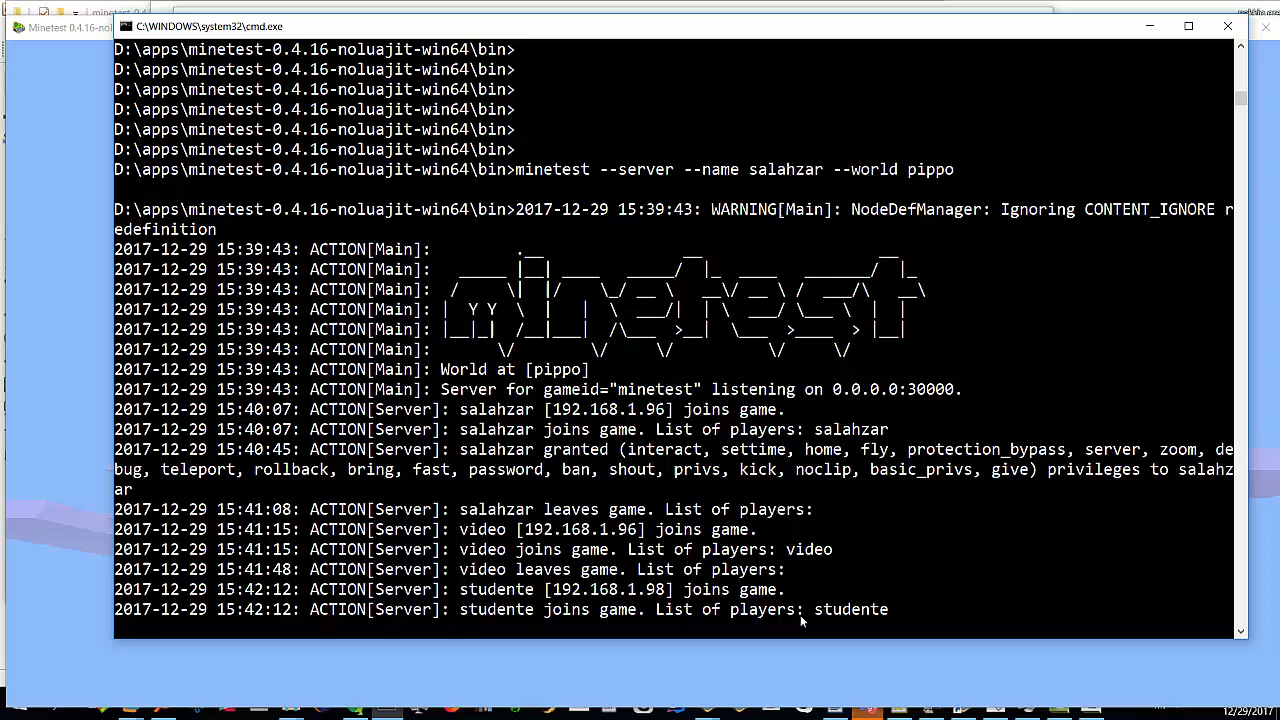 Minetest 0.4.16-nol
C:\WINDOWS\system32\cmd.exe
D:\apps\minetest-0.4.16-noluajit-win64\bin>
D:\apps\minetest-0.4.16-noluajit-win64\bin>
D:\apps\minetest-0.4.16-noluajit-win64\bin>
D:\apps\minetest-0.4.16-noluajit-win64\bin>
D:\apps\minetest-0.4.16-noluajit-win64\bin>
D:\apps\minetest-0.4.16-noluajit-win64\bin>
D:\apps\minetest-0.4.16-noluajit-win64\bin>minetest --server --name salahzar --world pippo
D:\apps\minetest-0.4.16-noluajit-win64\bin>2017-12-29 15:39:43: WARNING[Main]: NodeDefManager: Ignoring CONTENT_IGNORE r
edefinition
2017-12-29 15:39:43: ACTION[Main]:
2017-12-29 15:39:43: ACTION[Main]:
2017-12-29 15:39:43: ACTION[Main]:
2017-12-29 15:39:43: ACTION[Main]:
2017-12-29 15:39:43: ACTION[Main]:
2017-12-29 15:39:43: ACTION[Main]:
2017-12-29 15:39:43: ACTION[Main]: World at [pippo]
2017-12-29 15:39:43: ACTION[Main]: Server for gameid="minetest" listening on 0.0.0.0:30000.
2017-12-29 15:40:07: ACTION[Server]: salahzar [192.168.1.96] joins game.
2017-12-29 15:40:07: ACTION[Server]: salahzar joins game. List of players: salahzar
2017-12-29 15:40:45: ACTION[Server]: salahzar granted (interact, settime, home, fly, protection_bypass, server, zoom, de
bug, teleport, rollback, bring, fast, password, ban, shout, privs, kick, noclip, basic_privs, give) privileges to salahz
ar
2017-12-29 15:41:08: ACTION[Server]: salahzar leaves game. List of players:
2017-12-29 15:41:15: ACTION[Server]: video [192.168.1.96] joins game.
2017-12-29 15:41:15: ACTION[Server]: video joins game. List of players: video
2017-12-29 15:41:48: ACTION[Server]: video leaves game. List of players:
2017-12-29 15:42:12: ACTION[Server]: studente [192.168.1.98] joins game.
2017-12-29 15:42:12: ACTION[Server]: studente joins game. List of players: studente
12/29/2017